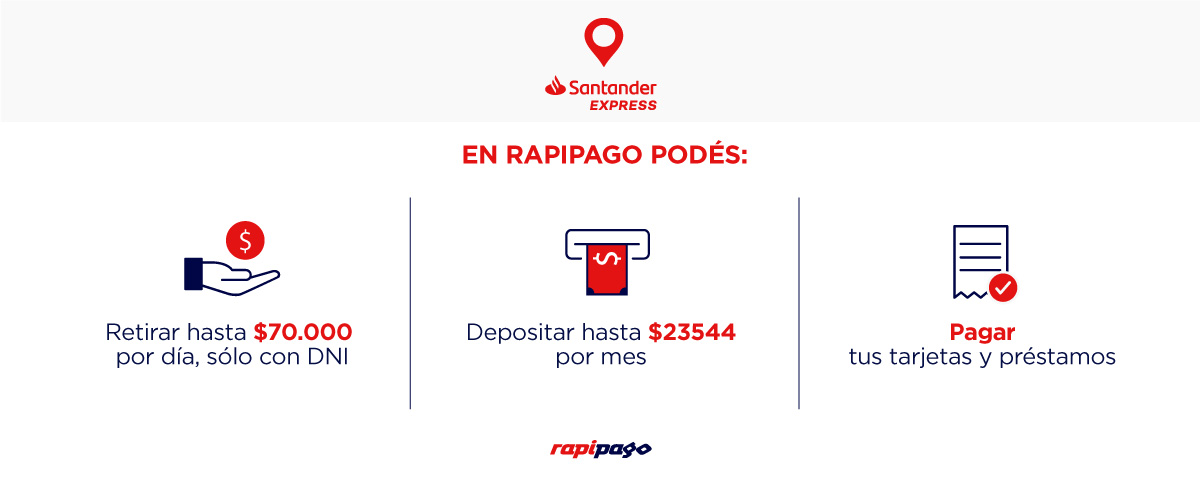 Santander
EXPRESS
EN RAPIPAGO PODÉS:
$
Retirar hasta $70.000
por día, sólo con DNI
$
Depositar hasta $23544
por mes
Pagar
tus tarjetas y préstamos
rapipago